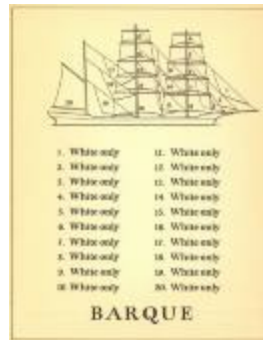 1. White only
2. White only
3. White only
4. White only
5. White only
6. White only
7. White only
8. White only
9. White only
10. White only
11. White only
12. White only
13. White only
14. White only
15. White only
16. White only
17. White only
18. White only
19. White only
20. White only
BARQUE